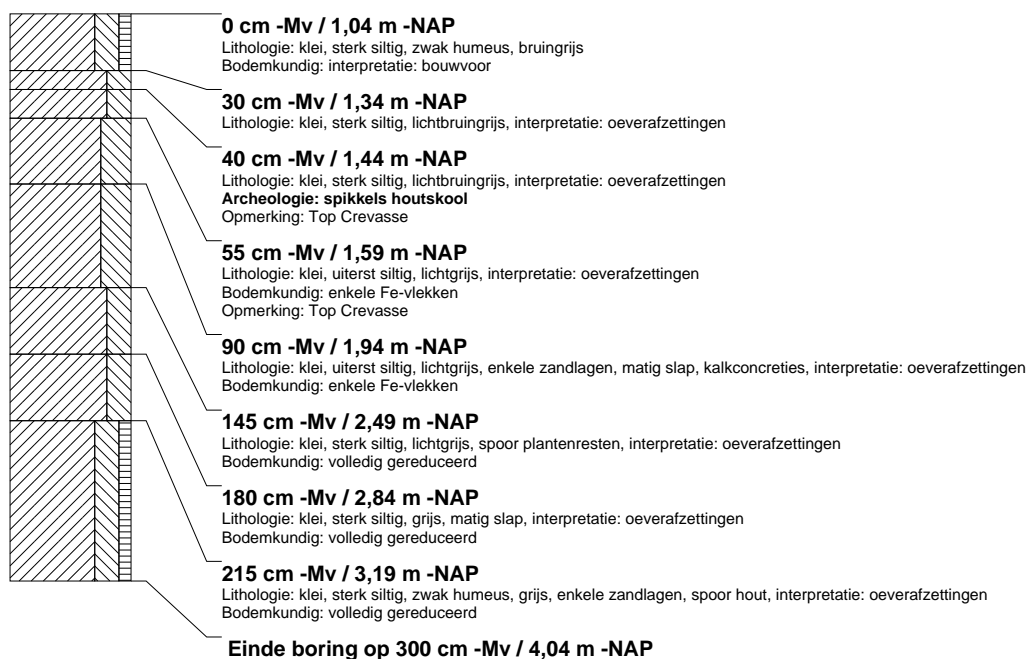 0 cm -Mv / 1,04 m -NAP
Lithologie: klei, sterk siltig, zwak humeus, bruingrijs
Bodemkundig: interpretatie: bouwvoor
30 cm -Mv / 1,34 m -NAP
Lithologie: klei, sterk siltig, lichtbruingrijs, interpretatie: oeverafzettingen
40 cm -Mv / 1,44 m -NAP
Lithologie: klei, sterk siltig, lichtbruingrijs, interpretatie: oeverafzettingen
Archeologie: spikkels houtskool
Opmerking: Top Crevasse
55 cm -Mv / 1,59 m -NAP
Lithologie: klei, uiterst siltig, lichtgrijs, interpretatie: oeverafzettingen
Bodemkundig: enkele Fe-vlekken
Opmerking: Top Crevasse
90 cm -Mv / 1,94 m -NAP
Lithologie: klei, uiterst siltig, lichtgrijs, enkele zandlagen, matig slap, kalkconcreties, interpretatie: oeverafzettingen
Bodemkundig: enkele Fe-vlekken
145 cm -Mv / 2,49 m -NAP
Lithologie: klei, sterk siltig, lichtgrijs, spoor plantenresten, interpretatie: oeverafzettingen
Bodemkundig: volledig gereduceerd
180 cm -Mv / 2,84 m -NAP
Lithologie: klei, sterk siltig, grijs, matig slap, interpretatie: oeverafzettingen
Bodemkundig: volledig gereduceerd
215 cm -Mv / 3,19 m -NAP
Lithologie: klei, sterk siltig, zwak humeus, grijs, enkele zandlagen, spoor hout, interpretatie: oeverafzettingen
Bodemkundig: volledig gereduceerd
Einde boring op 300 cm -Mv / 4,04 m -NAP